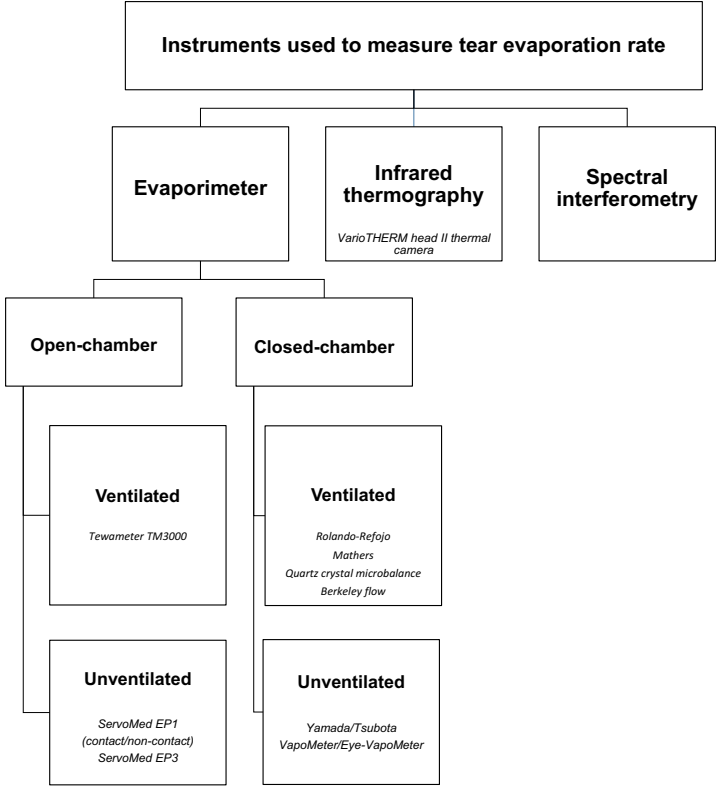 Instruments used to measure tear evaporation rate
Evaporimeter
Infrared
thermography
VarioTHERM head II thermal
camera
Spectral
interferometry
Open-chamber
Closed-chamber
Ventilated
Tewameter TM3000
Ventilated
Rolando-Refojo
Mathers
Quartz crystal microbalance
Berkeley flow
Unventilated
ServoMed EP1
(contact/non-contact)
ServoMed EP3
Unventilated
Yamada/Tsubota
VapoMeter/Eye-VapoMeter